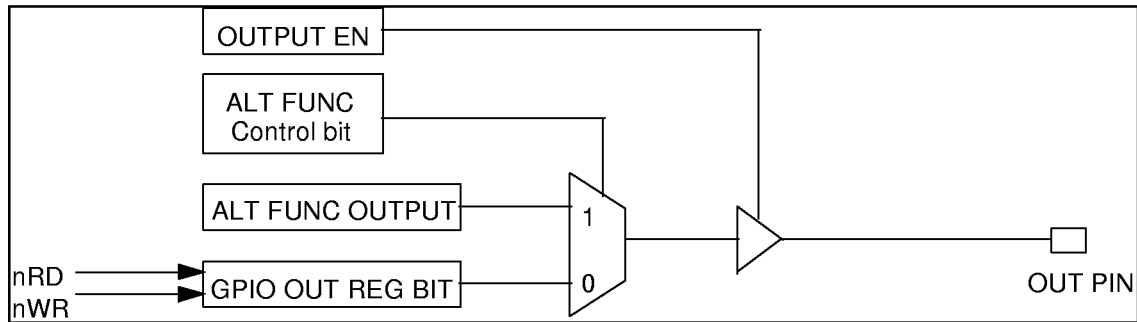 OUTPUT EN
ALT FUNC
Control bit
ALT FUNC OUTPUT
1
nRD
nWR
GPIO OUT REG BIT
0
OUT PIN